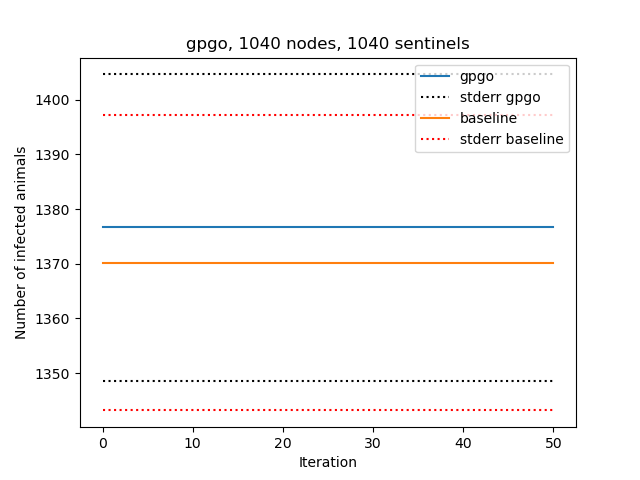 gpgo, 1040 nodes, 1040 sentinels
Number of infected animals
1400
1390
1380
1370
1360
1350
gpgo
stderr gpgo
baseline
stderr baseline
0 10 20 30 40 50
Iteration